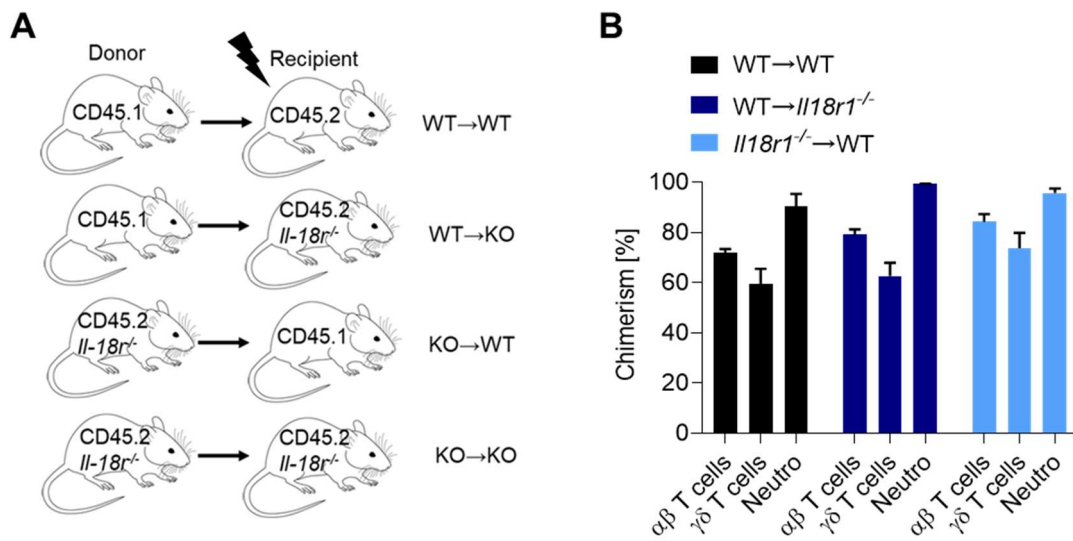 A
Donor
Recipient
CD45.1
CD45.2
WT→WT
CD45.1
CD45.2
Il-18r/-
WT→KO
CD45.2
Il-18r/-
CD45.1
KO→WT
CD45.2
Il-18r/-
CD45.2
Il-18r/-
KO→KO
B
WT→WT
WT→Il18r1-/-
Il18r1-/-→WT
Chimerism [%]
100
80
60
40
20
0
αβ T cells
γδ T cells
Neutro
αβ T cells
γδ T cells
Neutro
αβ T cells
γδ T cells
Neutro